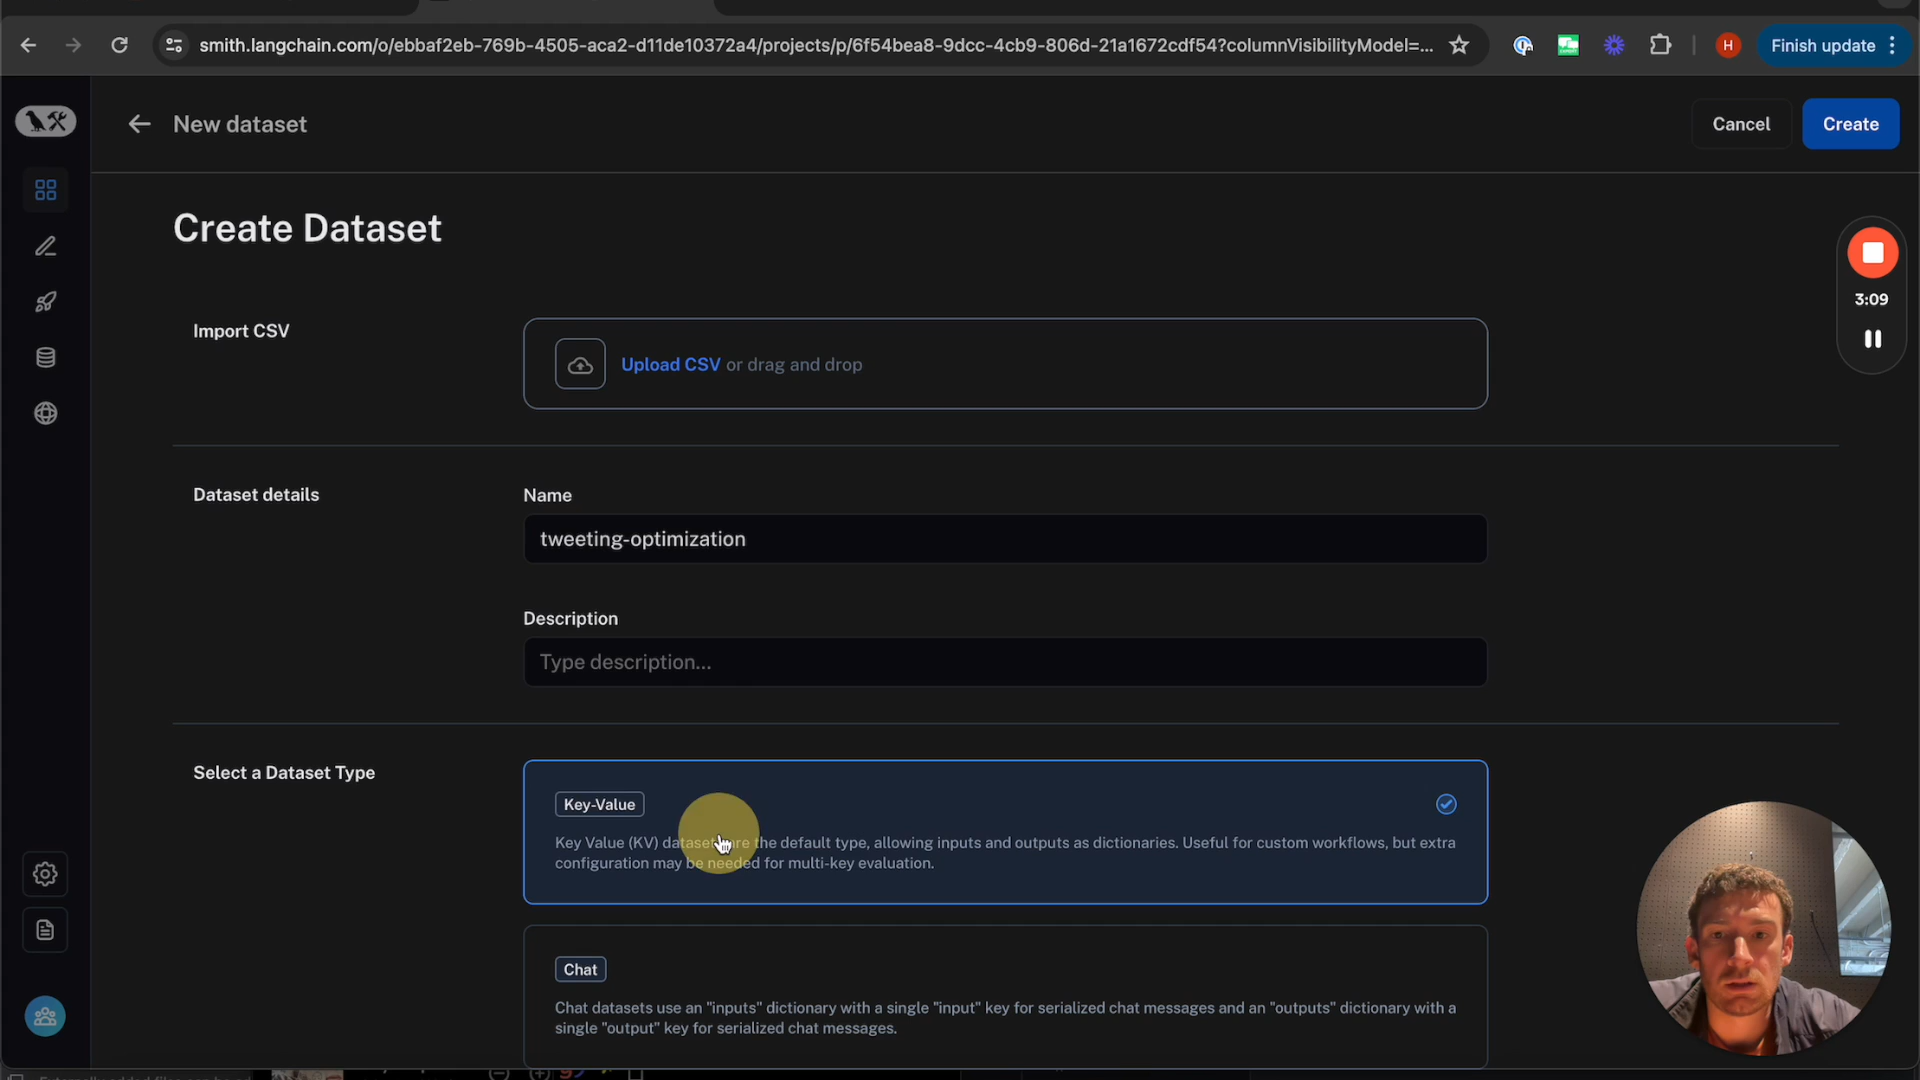 smith.langchain.com/o/ebbaf2eb-769b-4505-aca2-d11de10372a4/projects/p/6f54bea8-9dcc-4cb9-806d-21a1672cdf54?columnVisibilityModel=...
H
Finish update
New dataset
Cancel
Create
Create Dataset
3:09
Import CSV
Upload CSV or drag and drop
Dataset details
Name
tweeting-optimization
Description
Type description...
Select a Dataset Type
Key-Value
Key Value (KV) datasets are the default type, allowing inputs and outputs as dictionaries. Useful for custom workflows, but extra
configuration may be needed for multi-key evaluation.
Chat
Chat datasets use an "inputs" dictionary with a single "input" key for serialized chat messages and an "outputs" dictionary with a
single "output" key for serialized chat messages.